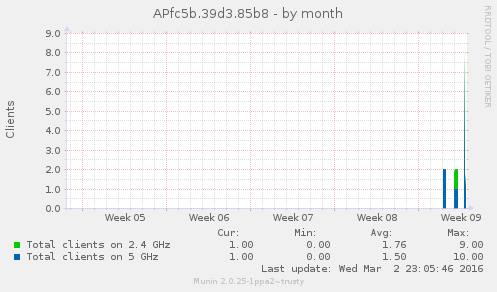 APfc5b.39d3.85b8 - by month
RRDTOOL / TOBI OETIKER
Clients
9.0
8.0
7.0
6.0
5.0
4.0
3.0
2.0
1.0
0.0
Week 05 Week 06 Week 07 Week 08 Week 09
Cur: Min: Avg: Max:
Total clients on 2.4 GHz 1.00 0.00 1.76 9.00
Total clients on 5 GHz 1.00 0.00 1.50 10.00
Last update: Wed Mar 2 23:05:46 2016
Munin 2.0.25-1ppa2~trusty